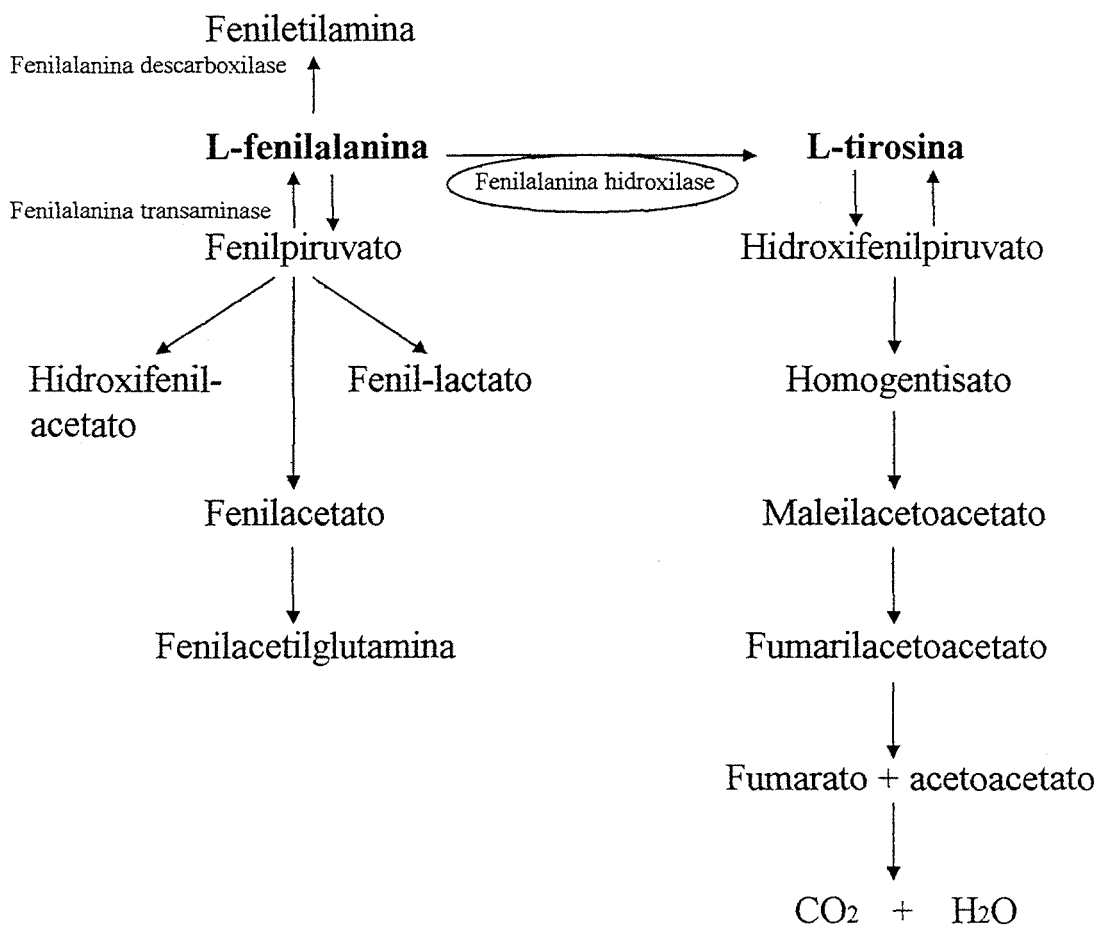 Feniletilamina
Fenilalanina descarboxilase
L-fenilalanina
L-tirosina
Fenilalanina hidroxilase
Fenilalanina transaminase
Fenilpiruvato
Hidroxifenilpiruvato
Hidroxifenil-
acetato
Fenil-lactato
Homogentisato
Fenilacetato
Maleilacetoacetato
Fenilacetilglutamina
Fumarilacetoacetato
Fumarato + acetoacetato
CO2 + H2O